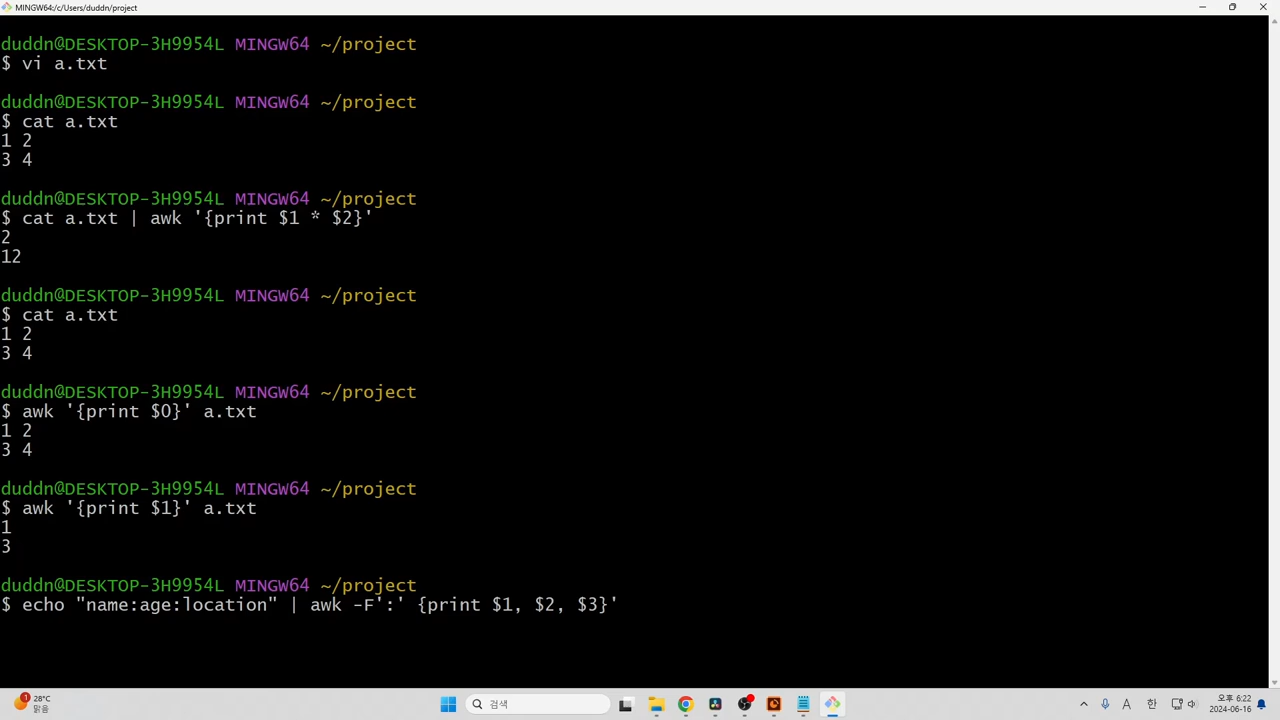 MINGW64:/c/Users/duddn/project
duddn@DESKTOP-3H9954L MINGW64 ~/project
$ vi a.txt
duddn@DESKTOP-3H9954L MINGW64 ~/project
$ cat a.txt
1 2
3 4
duddn@DESKTOP-3H9954L MINGW64 ~/project
$ cat a.txt | awk '{print $1 * $2}'
2
12
duddn@DESKTOP-3H9954L MINGW64 ~/project
$ cat a.txt
1 2
3 4
duddn@DESKTOP-3H9954L MINGW64 ~/project
$ awk '{print $0}' a.txt
1 2
3 4
duddn@DESKTOP-3H9954L MINGW64 ~/project
$ awk '{print $1}' a.txt
1
3
duddn@DESKTOP-3H9954L MINGW64 ~/project
$ echo "name:age:location" | awk -F':' {print $1, $2, $3}'
1
28°C
맑음
검색
A
한
오후 6:22
2024-06-16